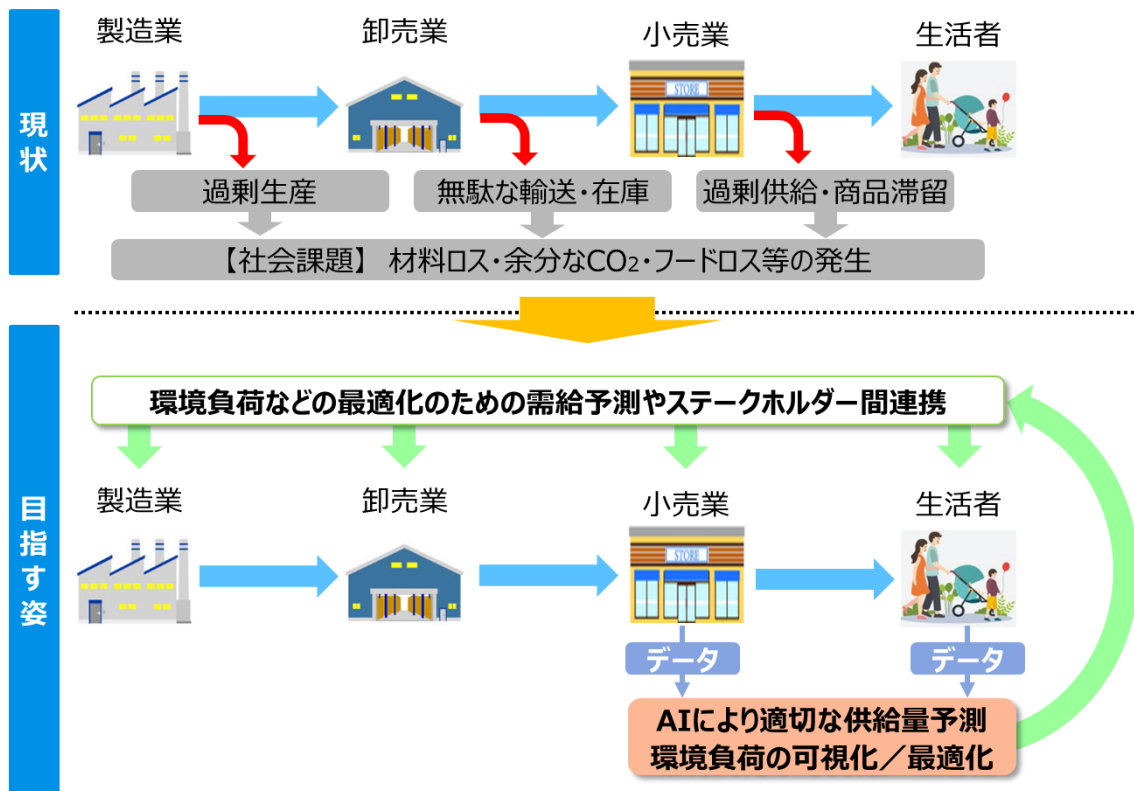 現状
製造業
卸売業
小売業
生活者
STORE
過剰生産
無駄な輸送・在庫
過剰供給・商品滞留
【社会課題】 材料ロス・余分なCO₂・フードロス等の発生
目指す姿
環境負荷などの最適化のための需給予測やステークホルダー間連携
製造業
卸売業
小売業
生活者
STORE
データ
データ
AIにより適切な供給量予測
環境負荷の可視化／最適化